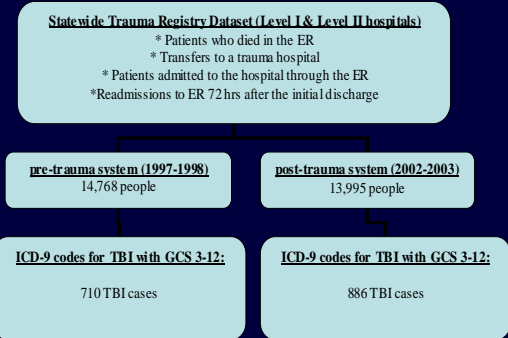 Statewide Trauma Registry Dataset (Level I & Level II hospitals)
* Patients who died in the ER
* Transfers to a trauma hospital
* Patients admitted to the hospital through the ER
*Readmissions to ER 72 hrs after the initial discharge
pre-trauma system (1997-1998)
14,768 people
post-trauma system (2002-2003)
13,995 people
ICD-9 codes for TBI with GCS 3-12:
710 TBI cases
ICD-9 codes for TBI with GCS 3-12:
886 TBI cases